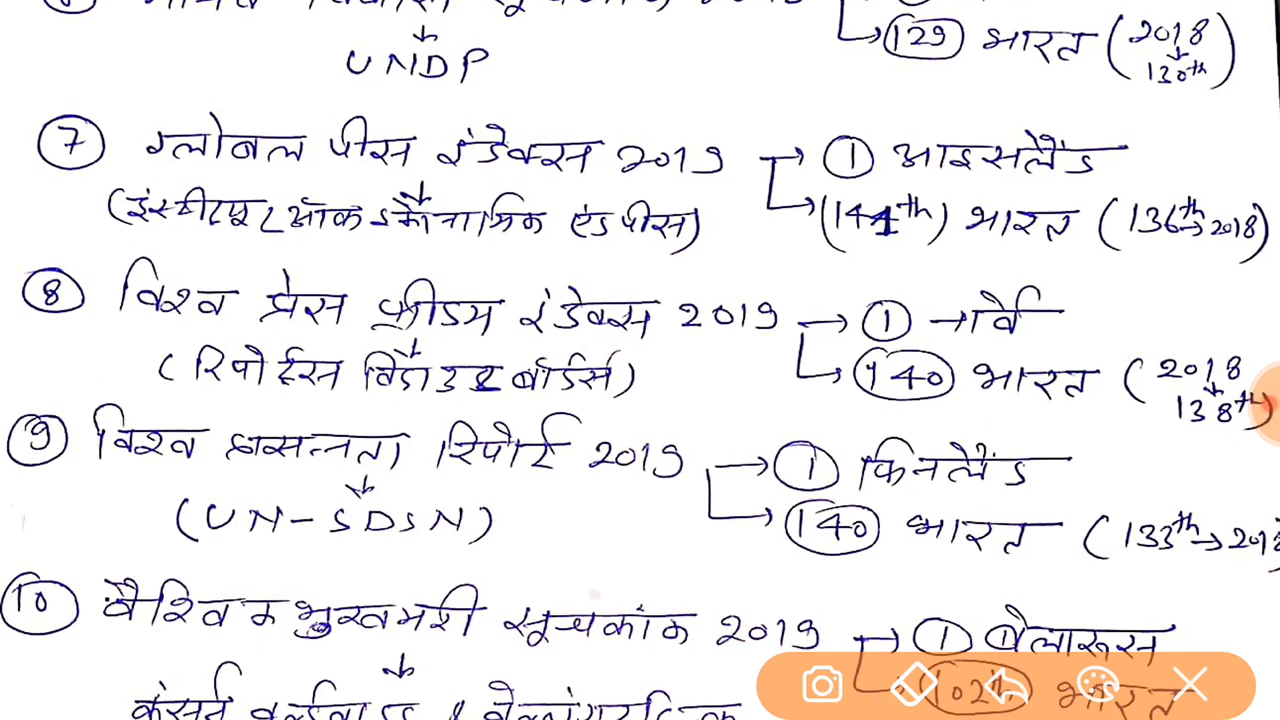 129 भारत (2018
↓
UNDP 130th)
7 ग्लोबल पीस इंडेक्स 2019 → 1 आइसलैंड
(इंस्टीट्यूट ऑफ इकोनामिक एंड पीस) (141th) भारत (136th→2018)
8 विश्व प्रेस फ्रीडम इंडेक्स 2019 → 1 → नार्वे
(रिपोर्टर्स विदाउट बॉर्डर्स) 140 भारत (2018
138th)
9 विश्व प्रसन्नता रिपोर्ट 2019 → 1 फिनलैंड
(UN-SDSN) 140 भारत (133th→2018
10 वैश्विक भुखमरी सूचकांक 2019 → 1 बेलारूस
102th भारत